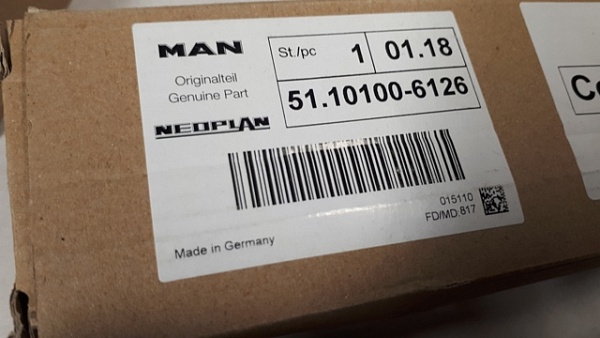 MAN
Originalteil
Genuine Part
NEOPLAN
St./pc 1 01.18
51.10100-6126
015110
FD/MD:817
Made in Germany